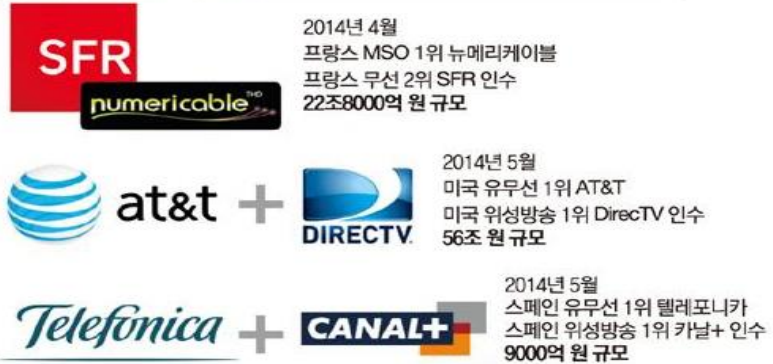 SFR
numericable THD
2014년 4월
프랑스 MSO 1위 뉴메리케이블
프랑스 무선 2위 SFR 인수
22조8000억 원 규모
at&t + DIRECTV
2014년 5월
미국 유무선 1위 AT&T
미국 위성방송 1위 DirecTV 인수
56조 원 규모
Telefónica + CANAL+
2014년 5월
스페인 유무선 1위 텔레포니카
스페인 위성방송 1위 카날+ 인수
9000억 원 규모